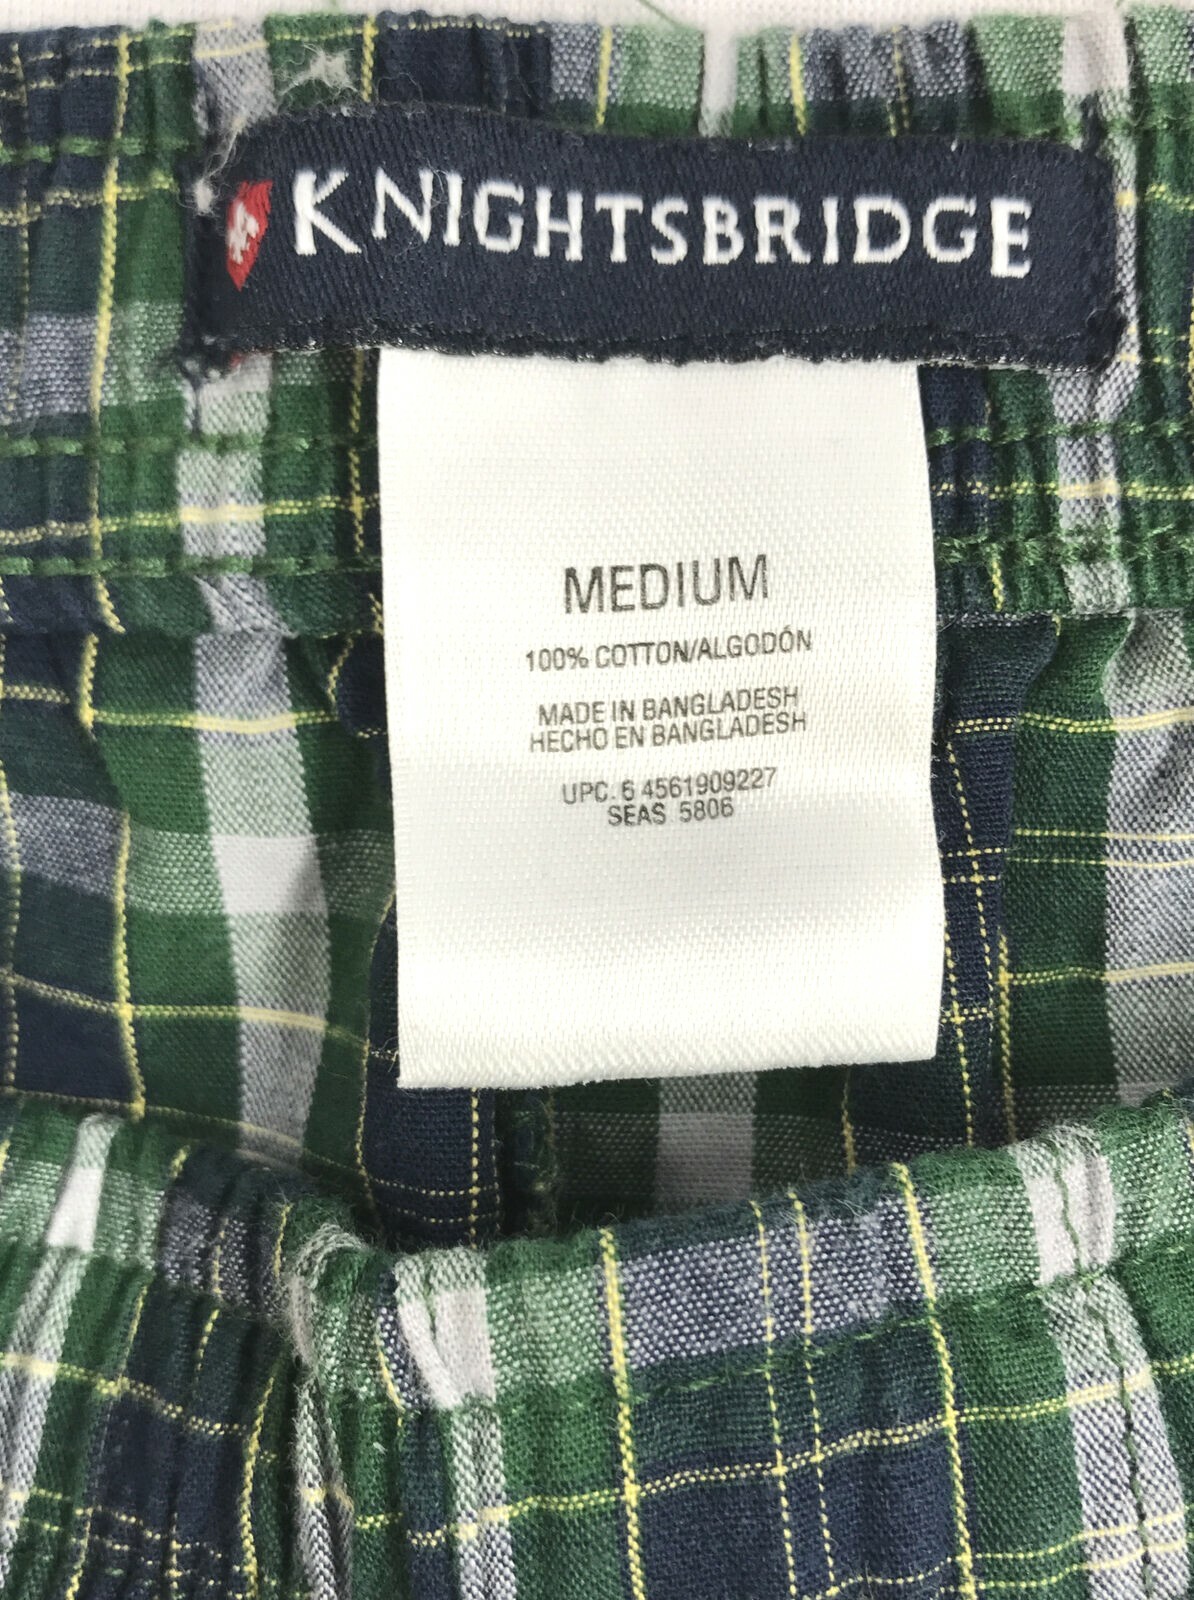 KNIGHTSBRIDGE
MEDIUM
100% COTTON/ALGODÓN
MADE IN BANGLADESH
HECHO EN BANGLADESH
UPC: 6 4561909227
SEAS 5806